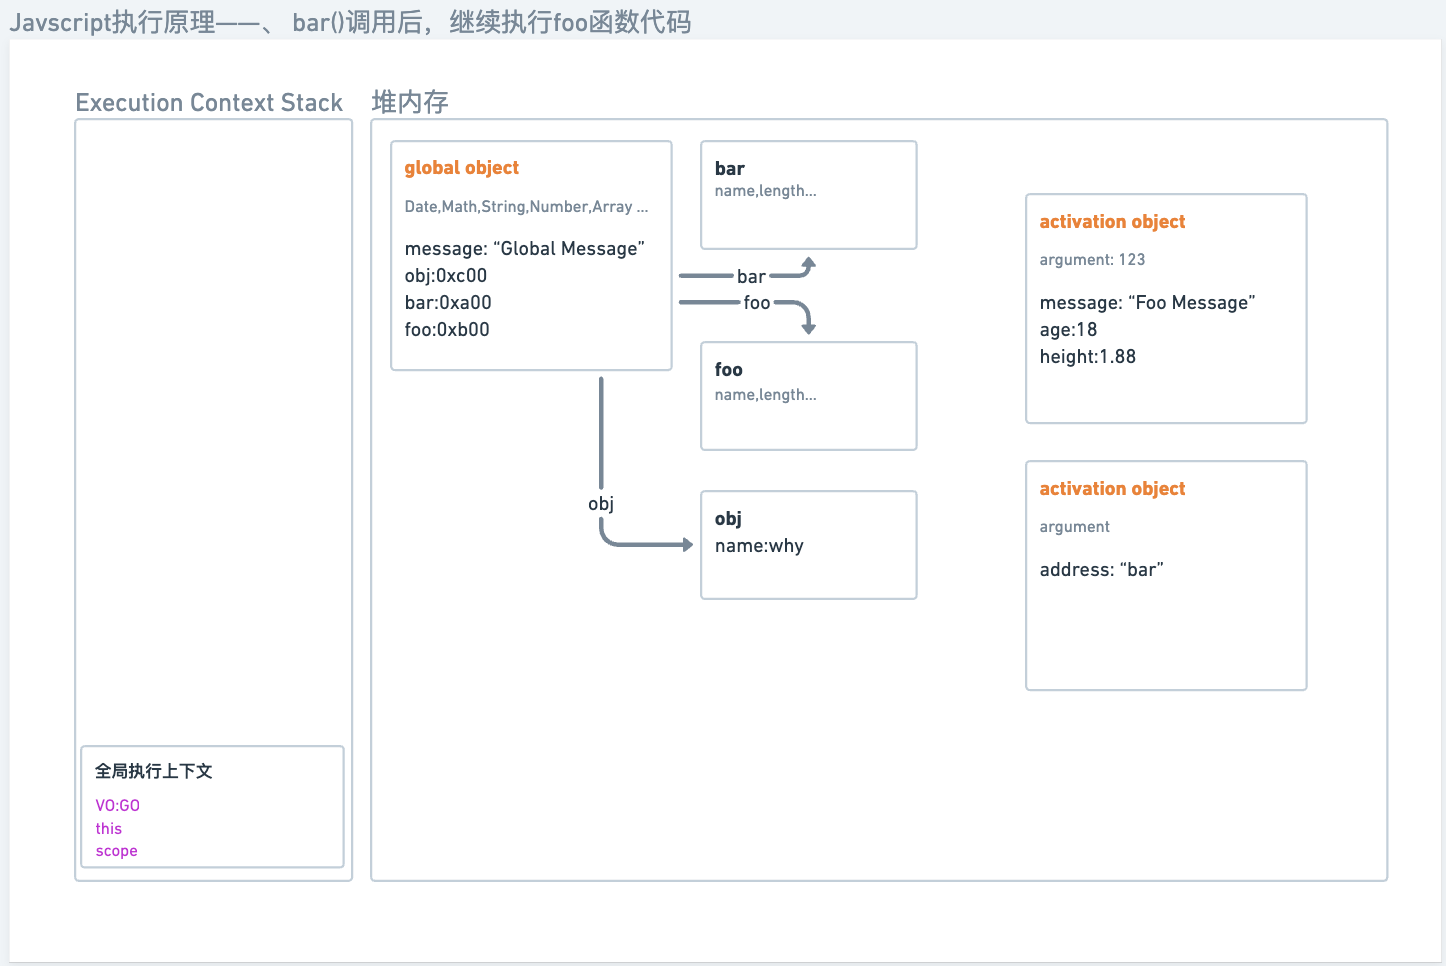 Javscript执行原理——、 bar()调用后，继续执行foo函数代码
Execution Context Stack
堆内存
global object
Date,Math,String,Number,Array ...
message: “Global Message”
obj:0xc00
bar:0xa00
foo:0xb00
bar
name,length...
bar
foo
foo
name,length...
obj
obj
name:why
activation object
argument: 123
message: “Foo Message”
age:18
height:1.88
activation object
argument
address: “bar”
全局执行上下文
VO:GO
this
scope